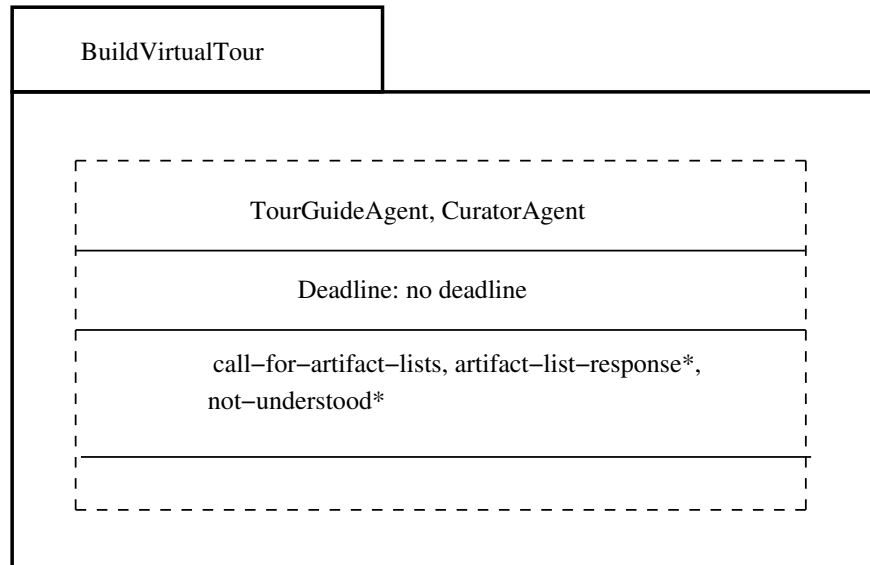 BuildVirtualTour
TourGuideAgent, CuratorAgent
Deadline: no deadline
call−for−artifact−lists, artifact−list−response*,
not−understood*